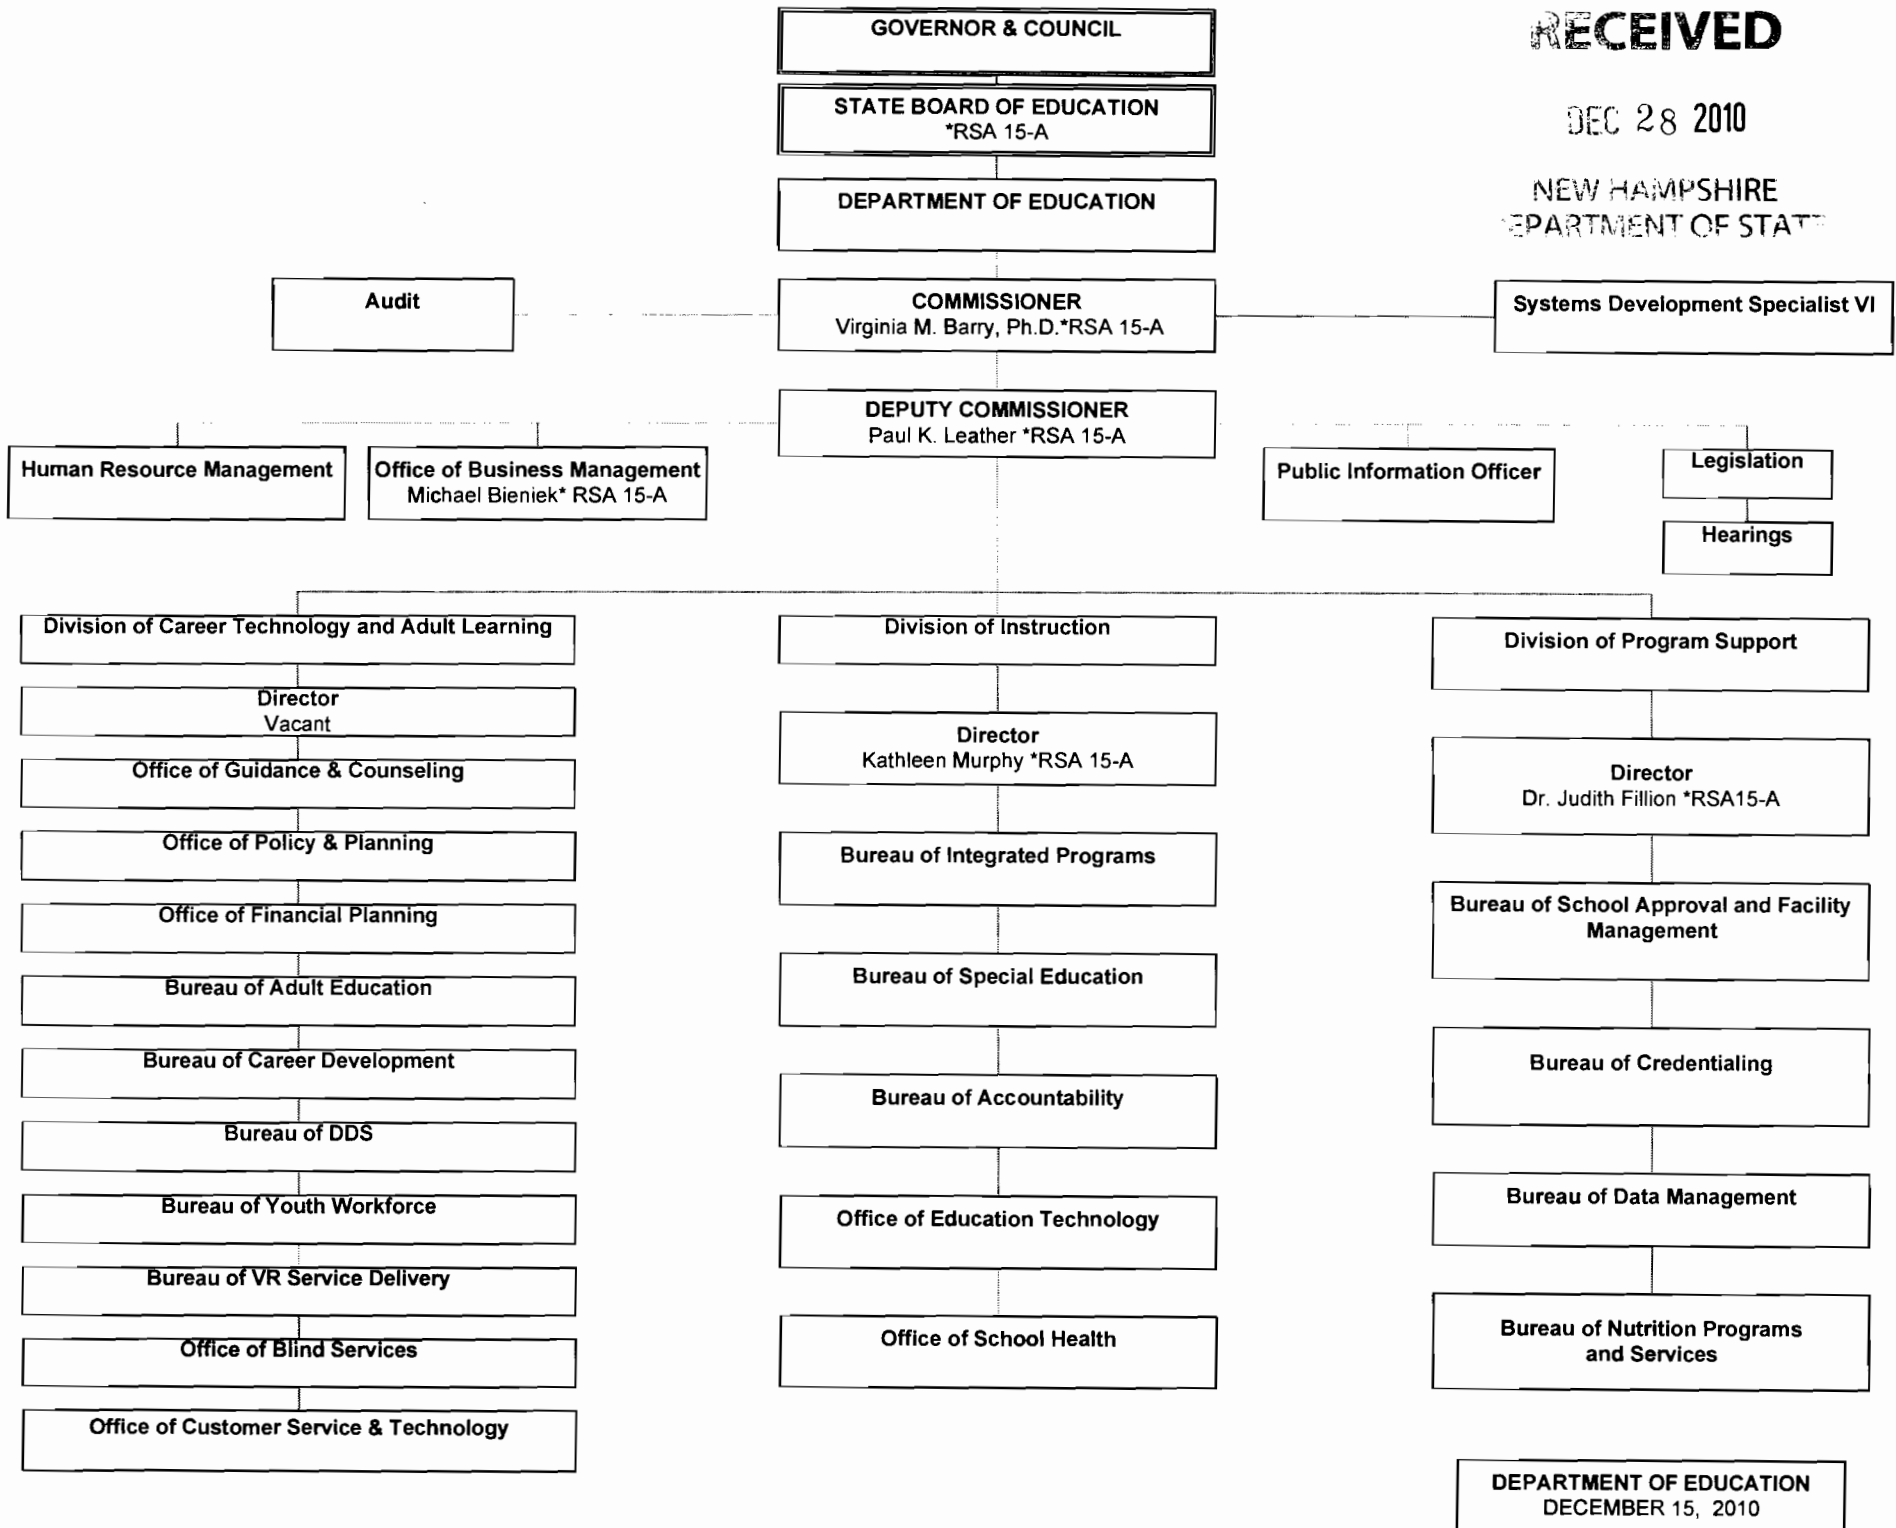 GOVERNOR & COUNCIL
RECEIVED
STATE BOARD OF EDUCATION
*RSA 15-A
DEC 28 2010
DEPARTMENT OF EDUCATION
NEW HAMPSHIRE
EPARTMENT OF STAT
Audit
COMMISSIONER
Virginia M. Barry, Ph.D.*RSA 15-A
Systems Development Specialist VI
DEPUTY COMMISSIONER
Paul K. Leather *RSA 15-A
Human Resource Management
Office of Business Management
Michael Bieniek* RSA 15-A
Public Information Officer
Legislation
Hearings
Division of Career Technology and Adult Learning
Director
Vacant
Office of Guidance & Counseling
Office of Policy & Planning
Office of Financial Planning
Bureau of Adult Education
Bureau of Career Development
Bureau of DDS
Bureau of Youth Workforce
Bureau of VR Service Delivery
Office of Blind Services
Office of Customer Service & Technology
Division of Instruction
Director
Kathleen Murphy *RSA 15-A
Bureau of Integrated Programs
Bureau of Special Education
Bureau of Accountability
Office of Education Technology
Office of School Health
Division of Program Support
Director
Dr. Judith Fillion *RSA15-A
Bureau of School Approval and Facility
Management
Bureau of Credentialing
Bureau of Data Management
Bureau of Nutrition Programs
and Services
DEPARTMENT OF EDUCATION
DECEMBER 15, 2010